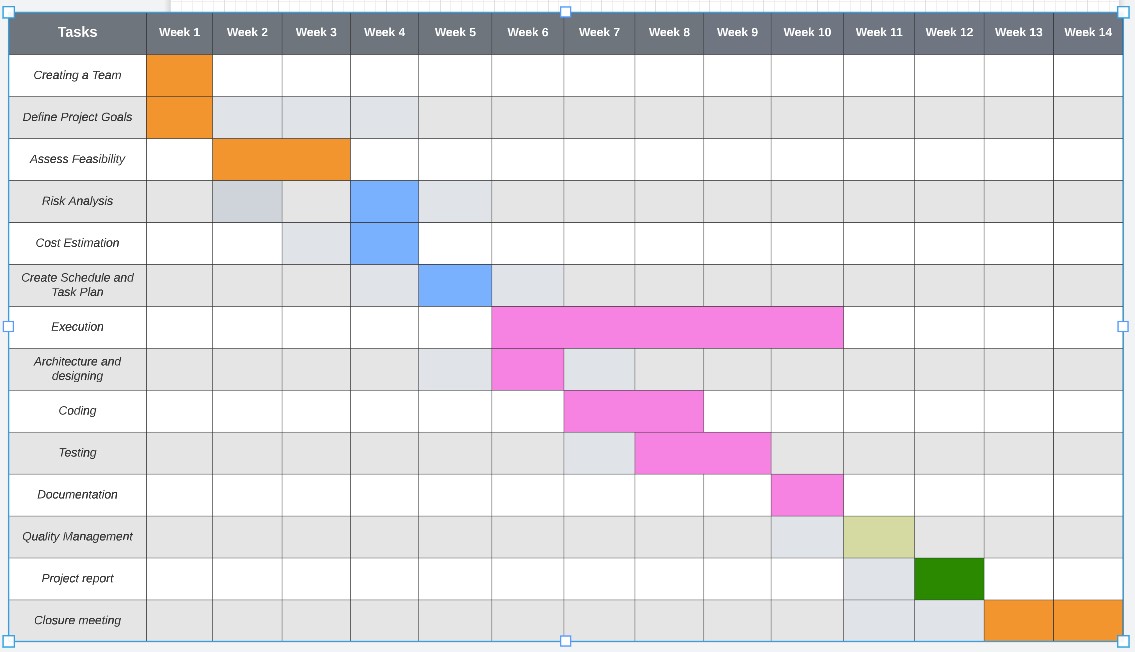 Tasks Week 1 Week 2 Week 3 Week 4 Week 5 Week 6 Week 7 Week 8 Week 9 Week 10 Week 11 Week 12 Week 13 Week 14
Creating a Team
Define Project Goals
Assess Feasibility
Risk Analysis
Cost Estimation
Create Schedule and
Task Plan
Execution
Architecture and
designing
Coding
Testing
Documentation
Quality Management
Project report
Closure meeting